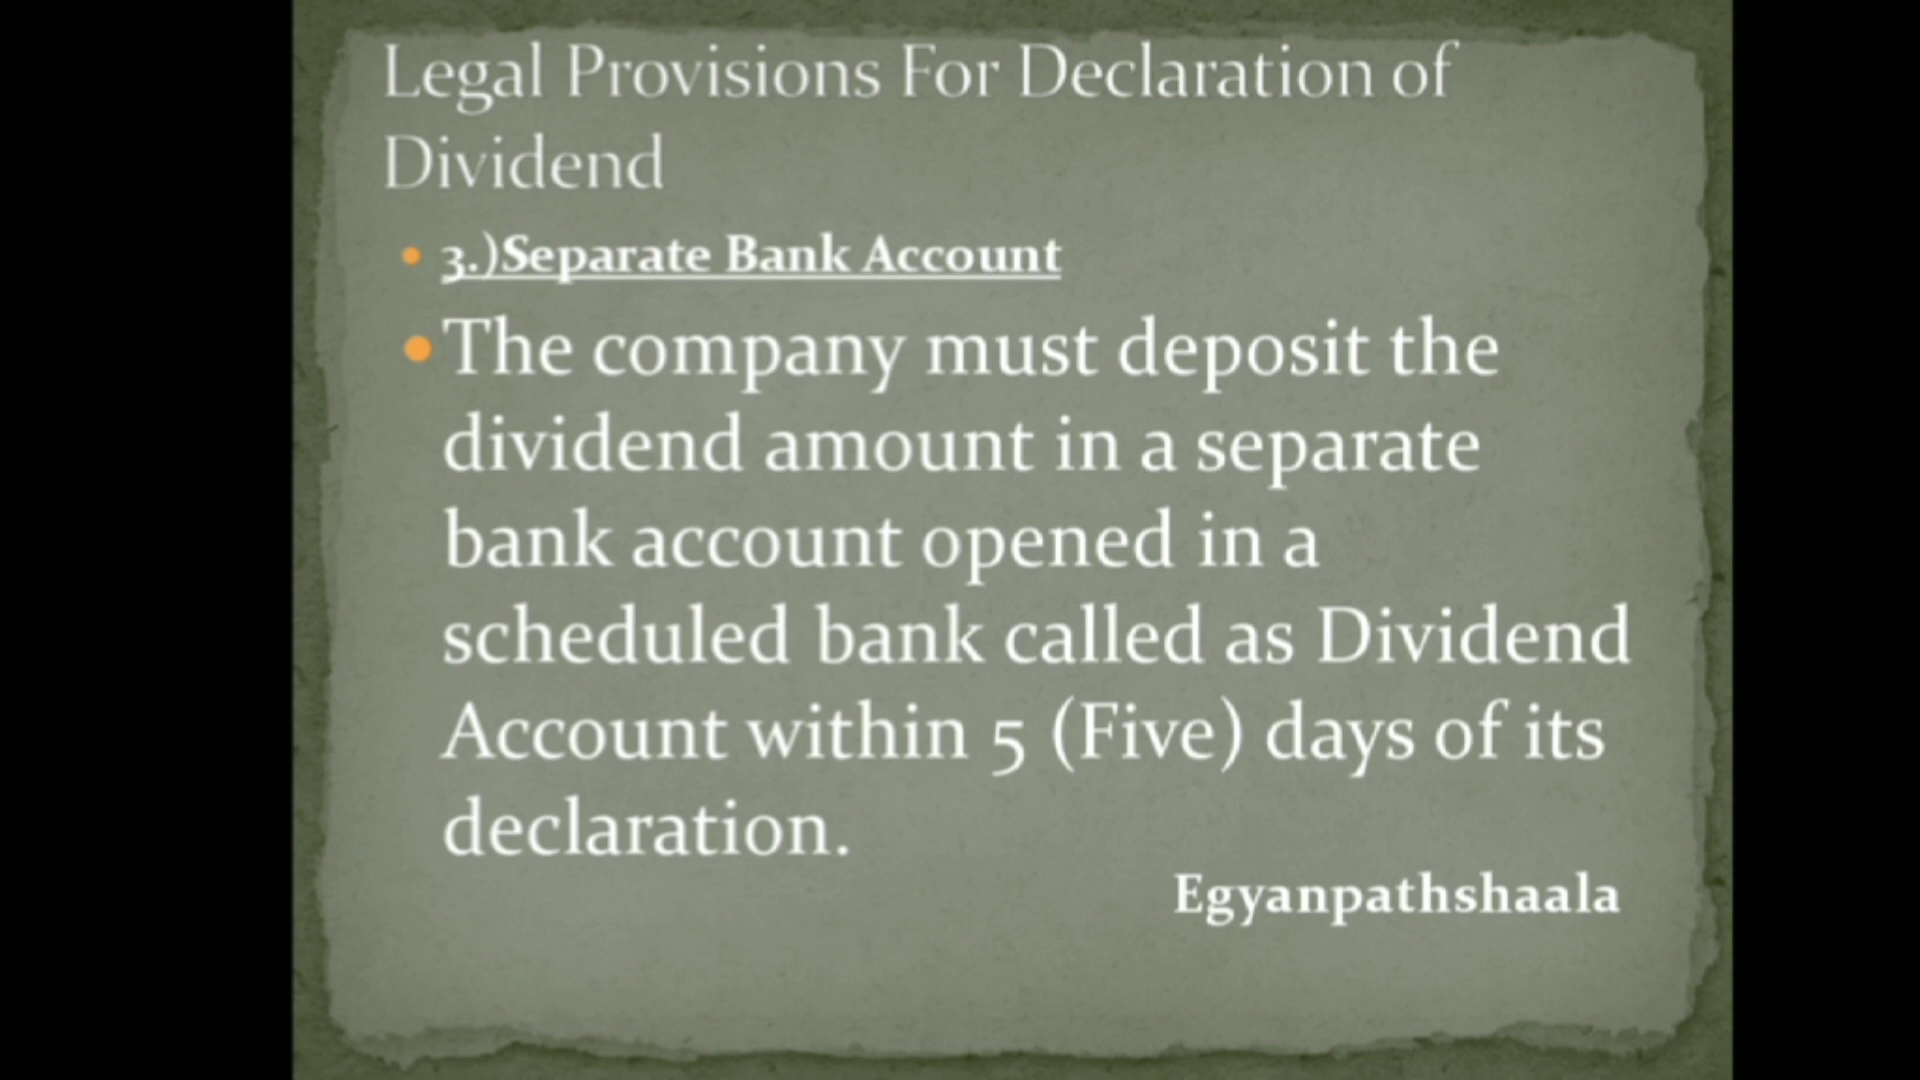 Legal Provisions For Declaration of
Dividend
3.)Separate Bank Account
The company must deposit the
dividend amount in a separate
bank account opened in a
scheduled bank called as Dividend
Account within 5 (Five) days of its
declaration.
Egyanpathshaala